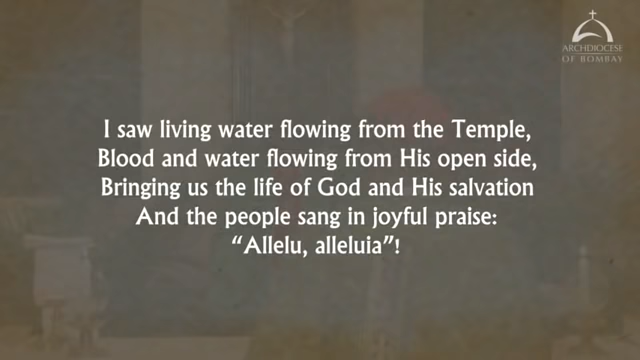 ARCHDIOCESE
OF BOMBAY
I saw living water flowing from the Temple,
Blood and water flowing from His open side,
Bringing us the life of God and His salvation
And the people sang in joyful praise:
“Allelu, alleluia”!